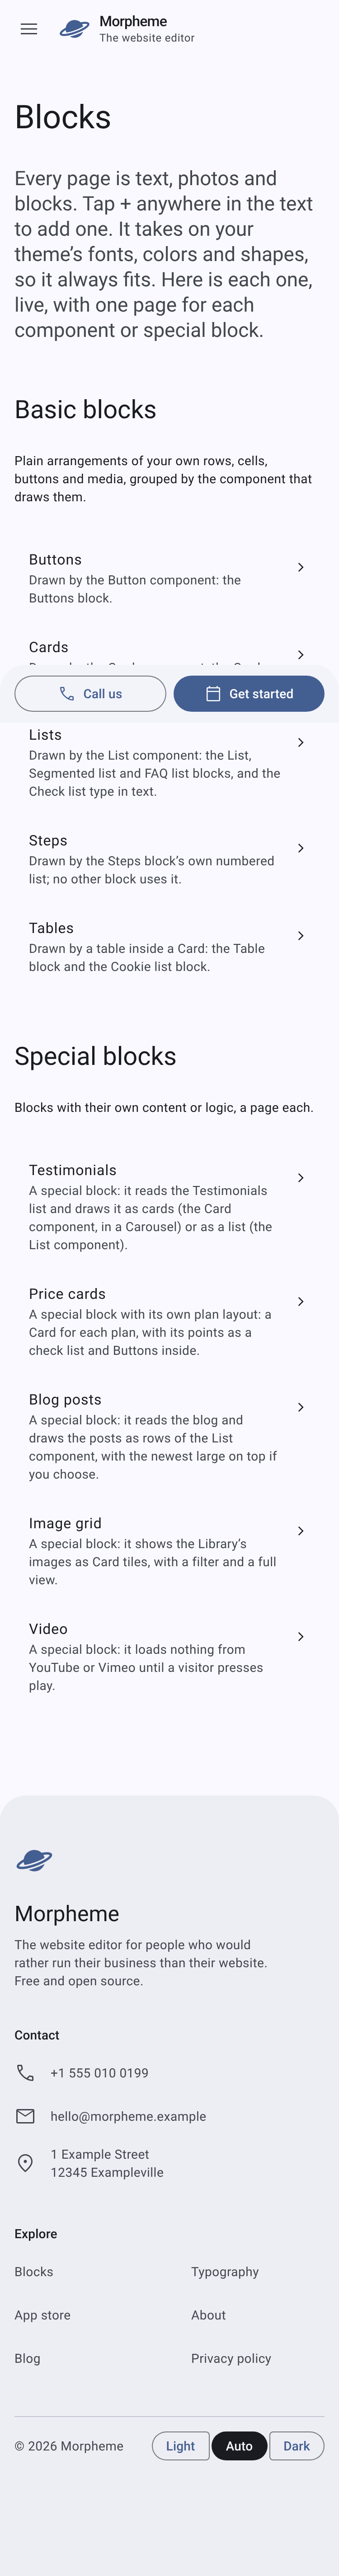 Morpheme
The website editor
Blocks
Every page is text, photos and
blocks. Tap + anywhere in the text
to add one. It takes on your
theme’s fonts, colors and shapes,
so it always fits. Here is each one,
live, with one page for each
component or special block.
Basic blocks
Plain arrangements of your own rows, cells,
buttons and media, grouped by the component that
draws them.
Buttons
Drawn by the Button component: the
Buttons block.
Cards
Call us
Get started
Lists
Drawn by the List component: the List,
Segmented list and FAQ list blocks, and the
Check list type in text.
Steps
Drawn by the Steps block’s own numbered
list; no other block uses it.
Tables
Drawn by a table inside a Card: the Table
block and the Cookie list block.
Special blocks
Blocks with their own content or logic, a page each.
Testimonials
A special block: it reads the Testimonials
list and draws it as cards (the Card
component, in a Carousel) or as a list (the
List component).
Price cards
A special block with its own plan layout: a
Card for each plan, with its points as a
check list and Buttons inside.
Blog posts
A special block: it reads the blog and
draws the posts as rows of the List
component, with the newest large on top if
you choose.
Image grid
A special block: it shows the Library’s
images as Card tiles, with a filter and a full
view.
Video
A special block: it loads nothing from
YouTube or Vimeo until a visitor presses
play.
Morpheme
The website editor for people who would
rather run their business than their website.
Free and open source.
Contact
+1 555 010 0199
hello@morpheme.example
1 Example Street
12345 Exampleville
Explore
Blocks
Typography
App store
About
Blog
Privacy policy
© 2026 Morpheme
Light
Auto
Dark